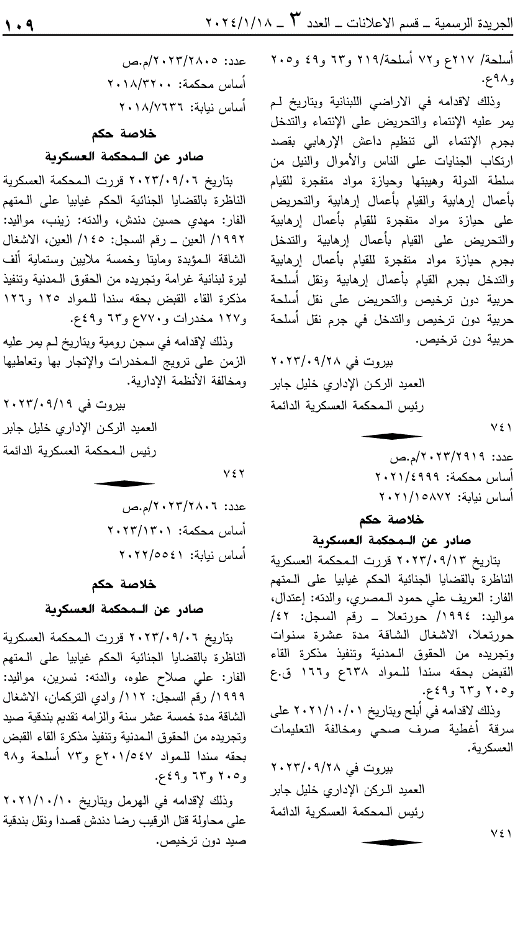 الجريدة الرسمية ــ قسم الاعلانات ــ العدد ٣ ــ ٢٠٢٤/١/١٨
١٠٩
أسلحة/ ٢١٧ع و٧٢ أسلحة/٢١٩ و٦٣ و٤٩ و٢٠٥
و٩٨ع.
وذلك لاقدامه في الاراضي اللبنانية وبتاريخ لم
يمر عليه الإنتماء والتحريض على الإنتماء والتدخل
بجرم الإنتماء الى تنظيم داعش الإرهابي بقصد
ارتكاب الجنايات على الناس والأموال والنيل من
سلطة الدولة وهيبتها وحيازة مواد متفجرة للقيام
بأعمال إرهابية والقيام بأعمال إرهابية والتحريض
على حيازة مواد متفجرة للقيام بأعمال إرهابية
والتحريض على القيام بأعمال إرهابية والتدخل
بجرم حيازة مواد متفجرة للقيام بأعمال إرهابية
والتدخل بجرم القيام بأعمال إرهابية ونقل أسلحة
حربية دون ترخيص والتحريض على نقل أسلحة
حربية دون ترخيص والتدخل في جرم نقل أسلحة
حربية دون ترخيص.
بيروت في ٢٠٢٣/٠٩/٢٨
العميد الركن الإداري خليل جابر
رئيس المحكمة العسكرية الدائمة
٧٤١
عدد: ٢٠٢٣/٢٩١٩/م.ص
أساس محكمة: ٢٠٢١/٤٩٩٩
أساس نيابة: ٢٠٢١/١٥٨٧٢
خلاصة حكم
صادر عن المحكمة العسكرية
بتاريخ ٢٠٢٣/٠٩/١٣ قررت المحكمة العسكرية
الناظرة بالقضايا الجنائية الحكم غيابيا على المتهم
الفار: العريف علي حمود المصري، والدته: إعتدال،
مواليد: ١٩٩٤/ حورتعلا ــ رقم السجل: ٤٢/
حورتعلا، الاشغال الشاقة مدة عشرة سنوات
وتجريده من الحقوق المدنية وتنفيذ مذكرة القاء
القبض بحقه سندا للمواد ٦٣٨ع و١٦٦ ق.ع
و٢٠٥ و٦٣ و٤٩ع.
وذلك لاقدامه في أبلح وبتاريخ ٢٠٢١/١٠/٠١ على
سرقة أغطية صرف صحي ومخالفة التعليمات
العسكرية.
بيروت في ٢٠٢٣/٠٩/٢٨
العميد الركن الإداري خليل جابر
رئيس المحكمة العسكرية الدائمة
٧٤١
عدد: ٢٠٢٣/٢٨٠٥/م.ص
أساس محكمة: ٢٠١٨/٣٢٠٠
أساس نيابة: ٢٠١٨/٧٦٣٦
خلاصة حكم
صادر عن المحكمة العسكرية
بتاريخ ٢٠٢٣/٠٩/٠٦ قررت المحكمة العسكرية
الناظرة بالقضايا الجنائية الحكم غيابيا على المتهم
الفار: مهدي حسين دندش، والدته: زينب، مواليد:
١٩٩٢/ العين ــ رقم السجل: ١٤٥/ العين، الاشغال
الشاقة المؤبدة ومايتا وخمسة ملايين وستماية ألف
ليرة لبنانية غرامة وتجريده من الحقوق المدنية وتنفيذ
مذكرة القاء القبض بحقه سندا للمواد ١٢٥ و١٢٦
و١٢٧ مخدرات و٧٧٠ع و٦٣ و٤٩ع.
وذلك لإقدامه في سجن رومية وبتاريخ لم يمر عليه
الزمن على ترويج المخدرات والإتجار بها وتعاطيها
ومخالفة الأنظمة الإدارية.
بيروت في ٢٠٢٣/٠٩/١٩
العميد الركن الإداري خليل جابر
رئيس المحكمة العسكرية الدائمة
٧٤٢
عدد: ٢٠٢٣/٢٨٠٦/م.ص
أساس محكمة: ٢٠٢٣/١٣٠١
أساس نيابة: ٢٠٢٢/٥٥٤١
خلاصة حكم
صادر عن المحكمة العسكرية
بتاريخ ٢٠٢٣/٠٩/٠٦ قررت المحكمة العسكرية
الناظرة بالقضايا الجنائية الحكم غيابيا على المتهم
الفار: علي صلاح علوه، والدته: نسرين، مواليد:
١٩٩٩/ رقم السجل: ١١٢/ وادي التركمان، الاشغال
الشاقة مدة خمسة عشر سنة والزامه تقديم بندقية صيد
وتجريده من الحقوق المدنية وتنفيذ مذكرة القاء القبض
بحقه سندا للمواد ٢٠١/٥٤٧ع و٧٣ أسلحة و٩٨
و٢٠٥ و٦٣ و٤٩ع.
وذلك لإقدامه في الهرمل وبتاريخ ٢٠٢١/١٠/١٠
على محاولة قتل الرقيب رضا دندش قصدا ونقل بندقية
صيد دون ترخيص.